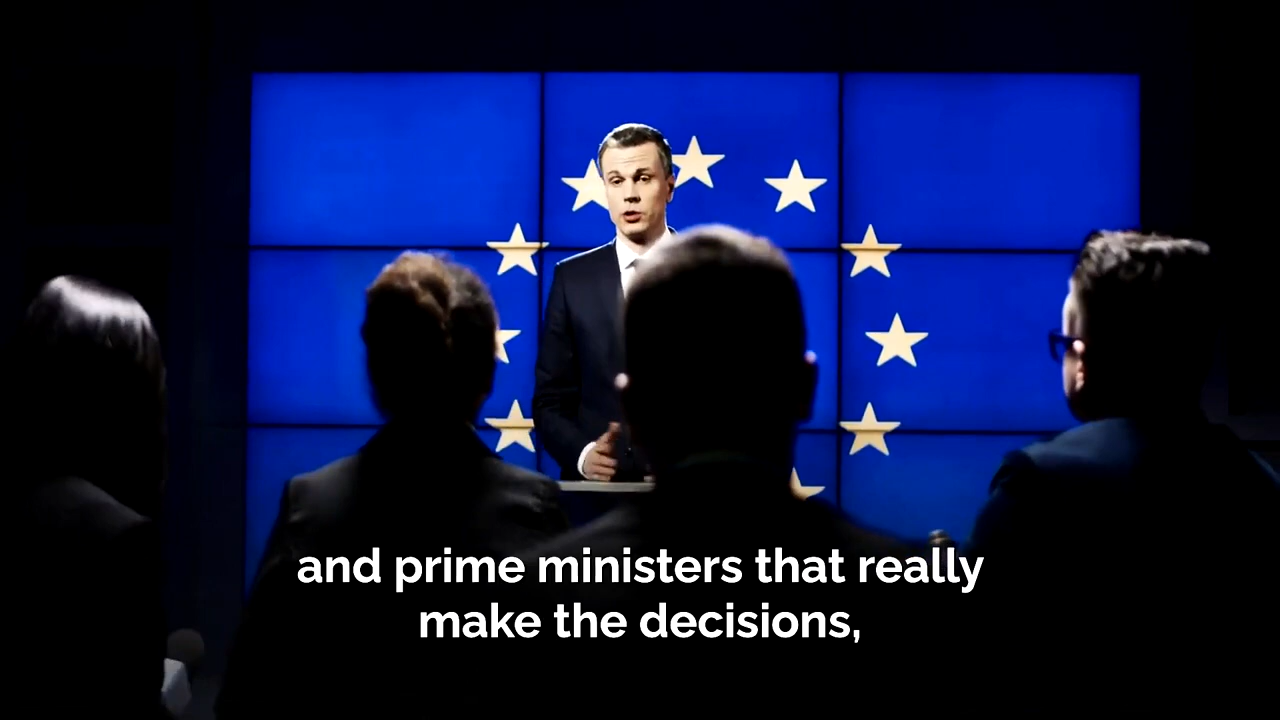 and prime ministers that really
make the decisions,